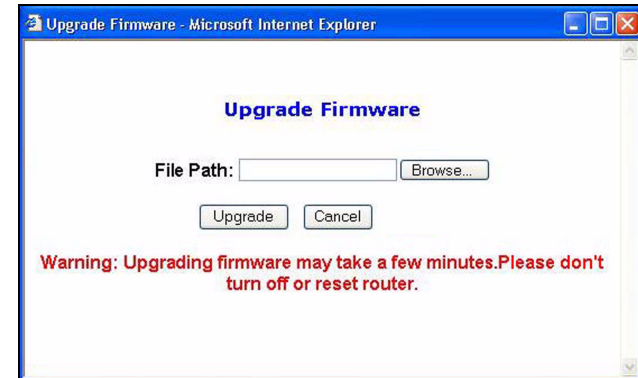 Upgrade Firmware - Microsoft Internet Explorer
Upgrade Firmware
File Path: Browse...
Upgrade Cancel
Warning: Upgrading firmware may take a few minutes.Please don't
turn off or reset router.